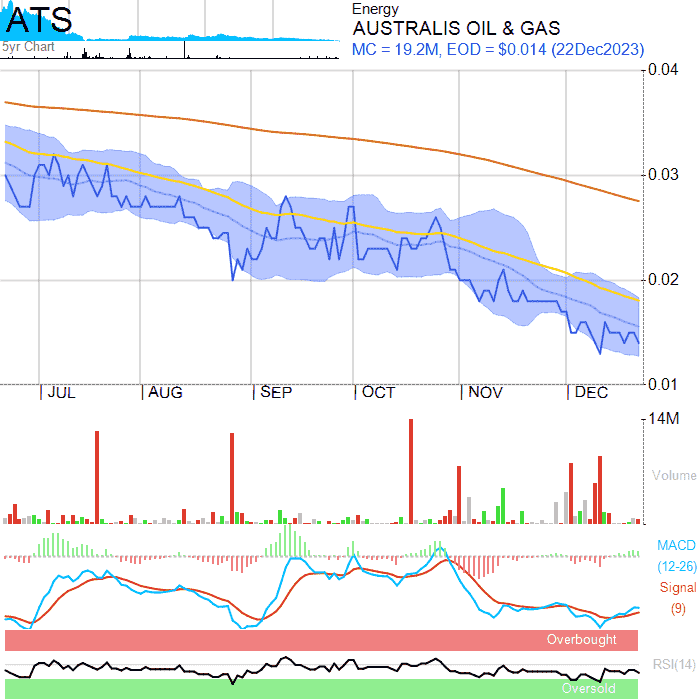 ATS
5yr Chart
Energy
AUSTRALIS OIL & GAS
MC = 19.2M, EOD = $0.014 (22Dec2023)
0.04
0.03
0.02
0.01
| JUL | AUG | SEP | OCT | NOV | DEC
14M
Volume
MACD
(12-26)
Signal
(9)
Overbought
RSI(14)
Oversold